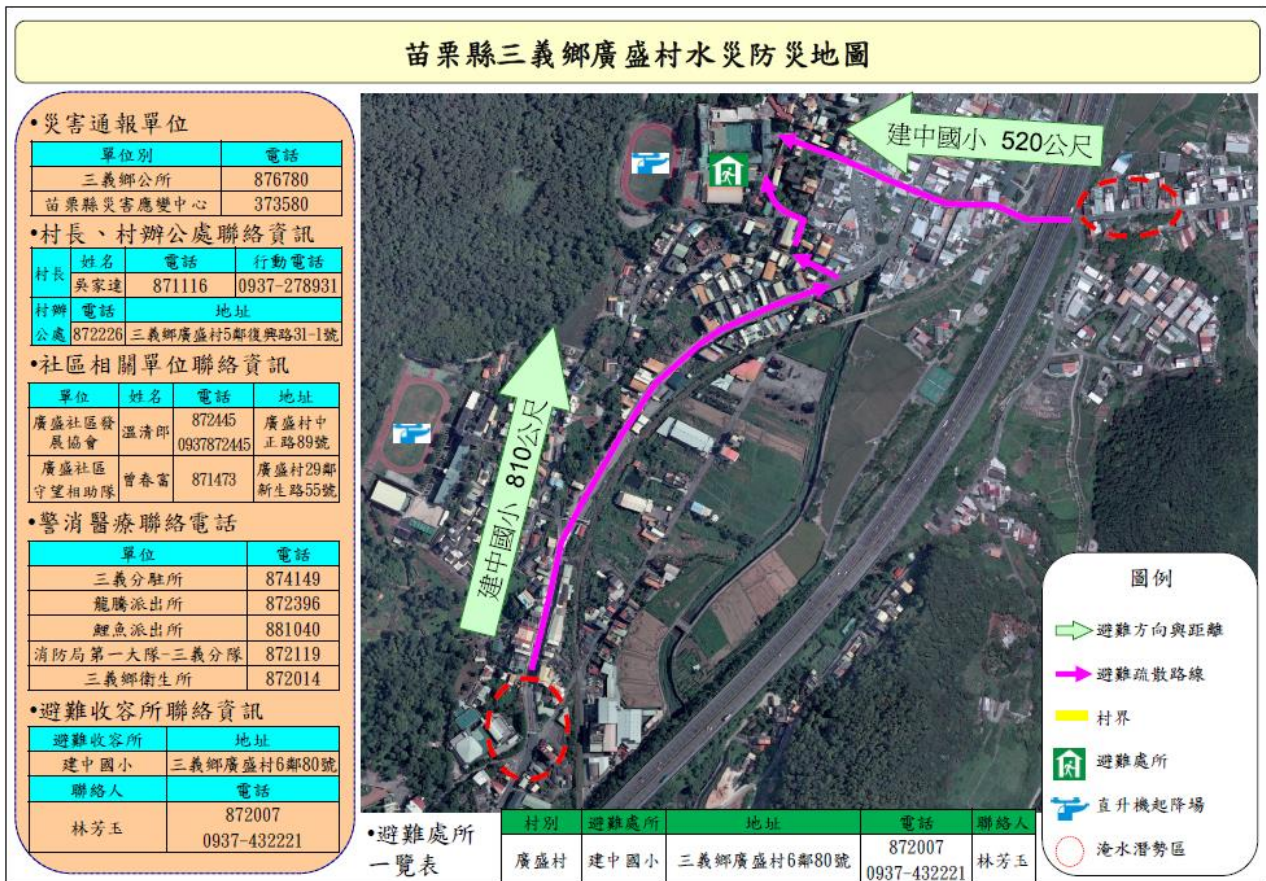 苗栗縣三義鄉廣盛村水災防災地圖
•災害通報單位
單位別 電話
三義鄉公所 876780
苗栗縣災害應變中心 373580
•村長、村辦公處聯絡資訊
村長 姓名 電話 行動電話
吳家達 871116 0937-278931
村辦公處 電話 地址
872226 三義鄉廣盛村5鄰復興路31-1號
•社區相關單位聯絡資訊
單位 姓名 電話 地址
廣盛社區發展協會 溫清郎 872445 0937872445 廣盛村中正路89號
廣盛社區守望相助隊 曾春富 871473 廣盛村29鄰新生路55號
•警消醫療聯絡電話
單位 電話
三義分駐所 874149
龍騰派出所 872396
鯉魚派出所 881040
消防局第一大隊-三義分隊 872119
三義鄉衛生所 872014
•避難收容所聯絡資訊
避難收容所 地址
建中國小 三義鄉廣盛村6鄰80號
聯絡人 電話
林芳玉 872007
0937-432221
建中國小 520公尺
建中國小 810公尺
圖例
避難方向與距離
避難疏散路線
村界
避難處所
直升機起降場
淹水潛勢區
•避難處所
一覽表
村別 避難處所 地址 電話 聯絡人
廣盛村 建中國小 三義鄉廣盛村6鄰80號 872007 0937-432221 林芳玉